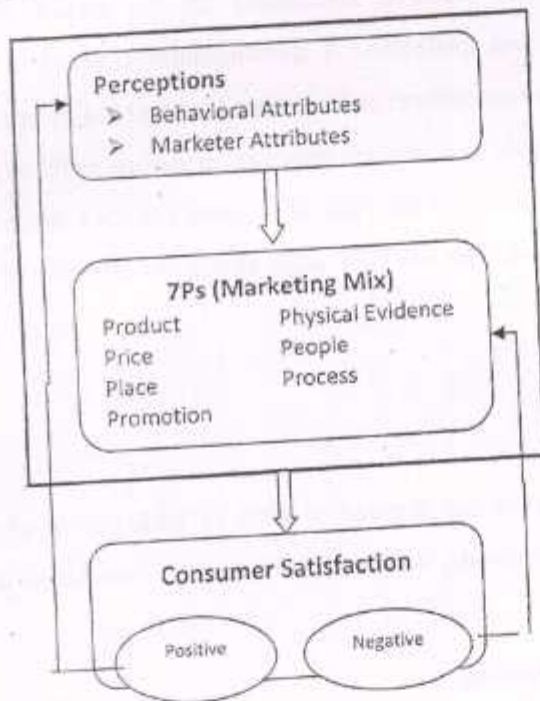 Perceptions
➤ Behavioral Attributes
➤ Marketer Attributes
7Ps (Marketing Mix)
Product
Price
Place
Promotion
Physical Evidence
People
Process
Consumer Satisfaction
Positive
Negative